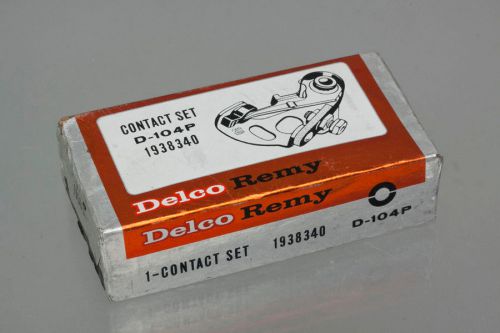 CONTACT SET
D-104P
1938340
Delco Remy
Delco Remy
1-CONTACT SET 1938340 D-104P